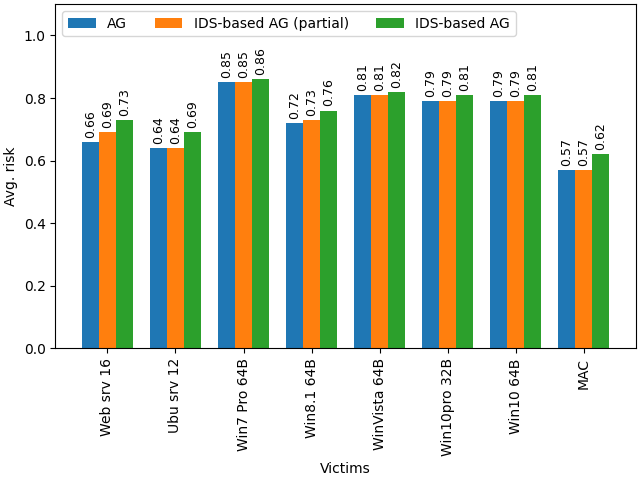 AG
IDS-based AG (partial)
IDS-based AG
1.0
0.8
0.6
0.4
0.2
0.0
Avg. risk
0.66
0.69
0.73
0.64
0.64
0.69
0.85
0.85
0.86
0.72
0.73
0.76
0.81
0.81
0.82
0.79
0.79
0.81
0.79
0.79
0.81
0.57
0.57
0.62
Web srv 16
Ubu srv 12
Win7 Pro 64B
Win8.1 64B
WinVista 64B
Win10pro 32B
Win10 64B
MAC
Victims